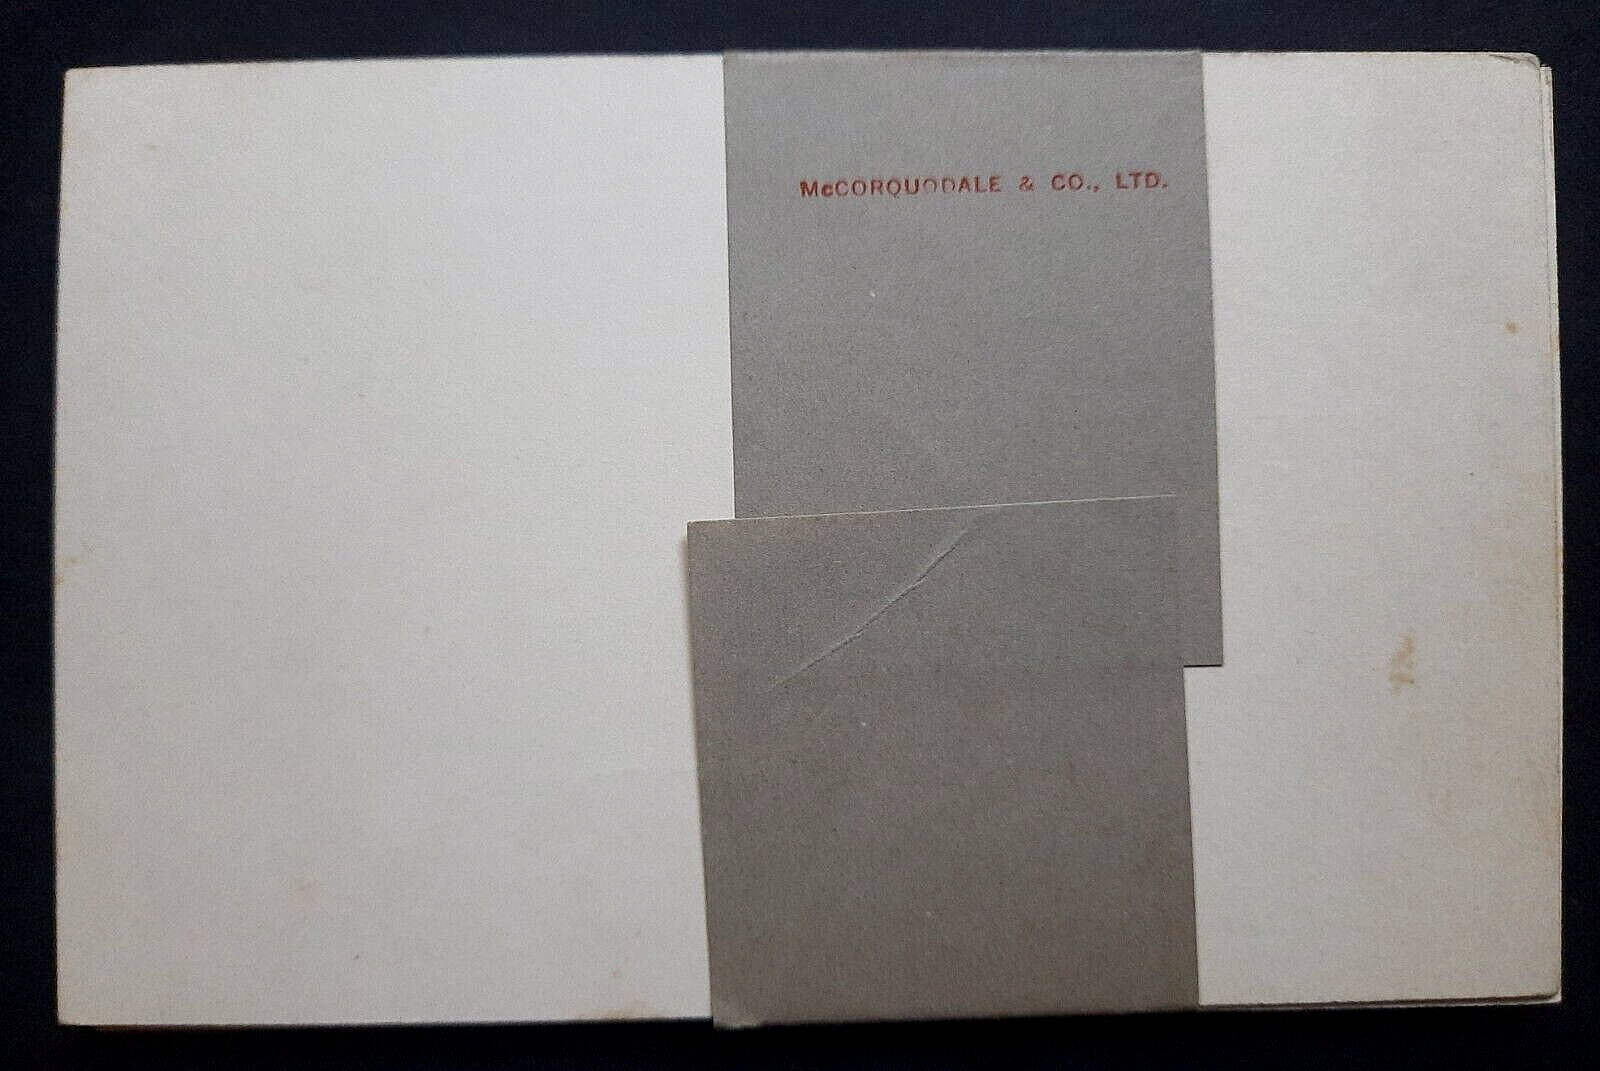 McCORQUODALE & CO., LTD.